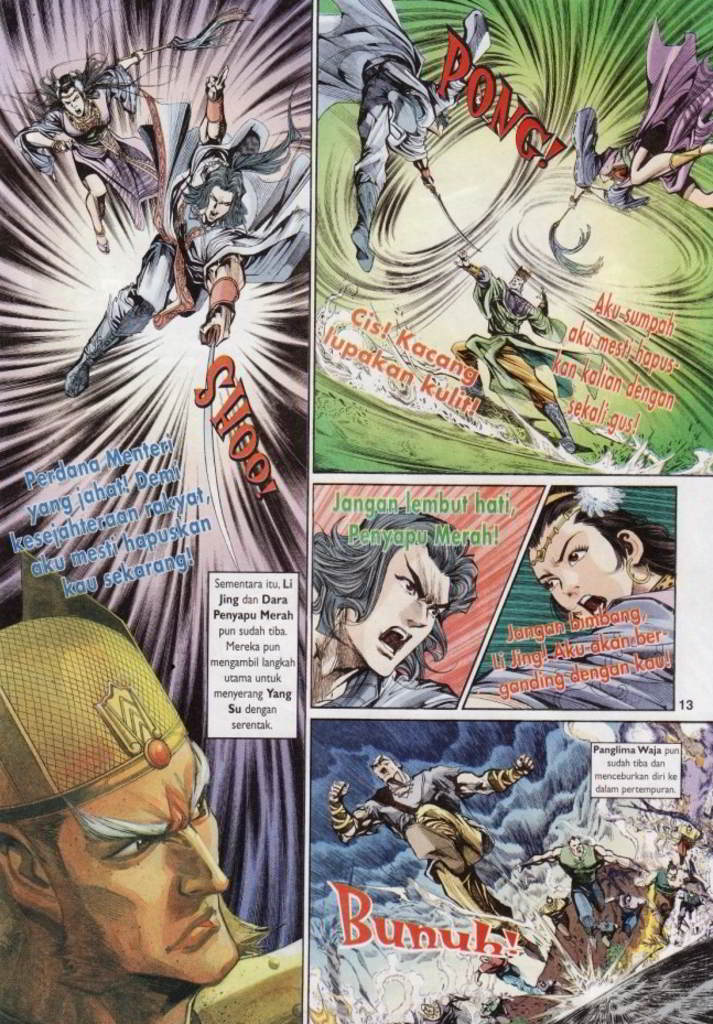 SHOO!
Perdana Menteri
yang jahat! Demi
kesejahteraan rakyat,
aku mesti hapuskan
kau sekarang!
Sementara itu, Li
Jing dan Dara
Penyapu Merah
pun sudah tiba.
Mereka pun
mengambil langkah
utama untuk
menyerang Yang
Su dengan
serentak.
PONG!
Cis! Kacang
lupakan kulit!
Aku sumpah
aku mesti hapus-
kan kalian dengan
sekali gus!
Jangan lembut hati,
Penyapu Merah!
Jangan bimbang,
Li Jing! Aku akan ber-
ganding dengan kau!
13
Panglima Waja pun
sudah tiba dan
menceburkan diri ke
dalam pertempuran.
Bunuh!